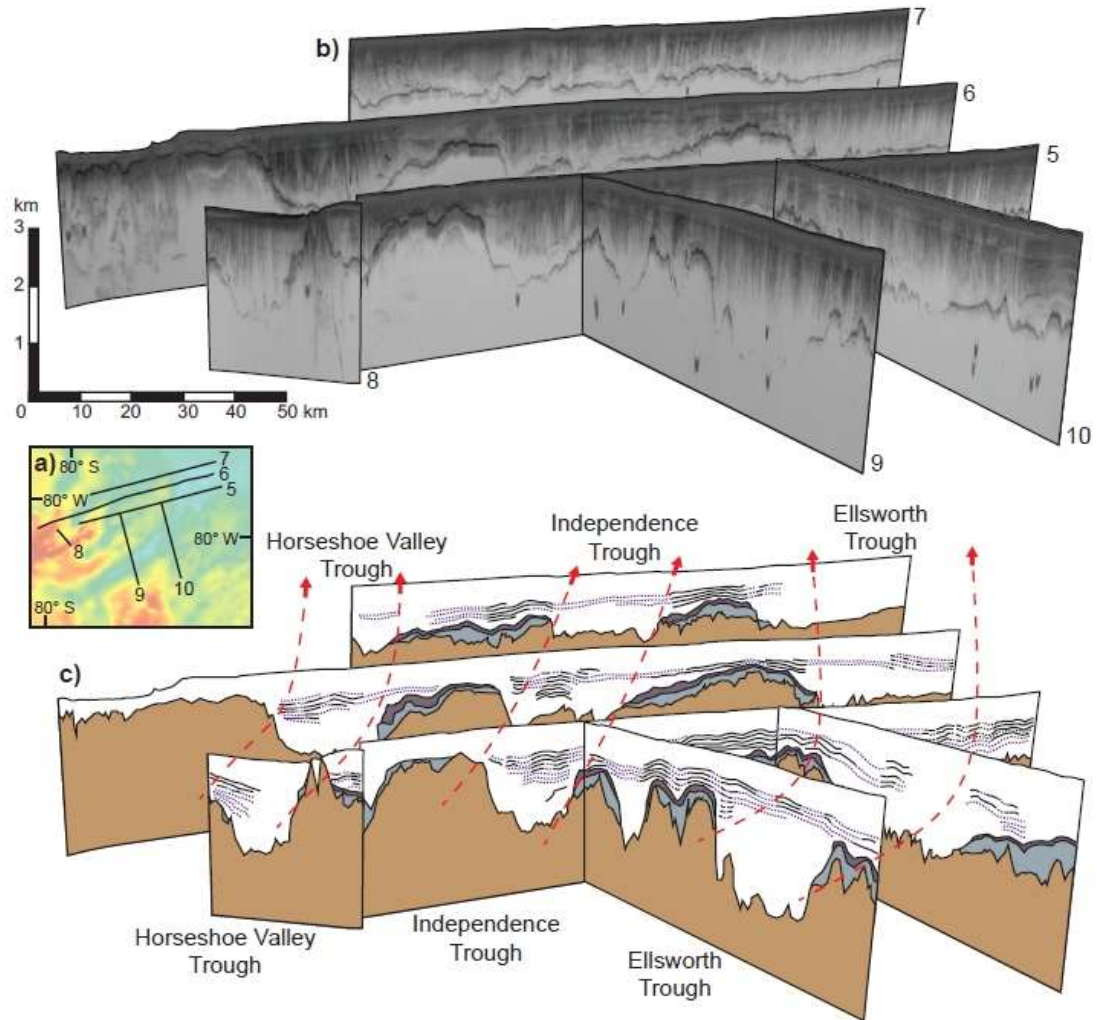 b)
7
6
5
km
3
2
1
0 10 20 30 40 50 km
8
9
10
a)
80° S
7
6
5
80° W
80° W
8
9
10
80° S
Horseshoe Valley
Trough
Independence
Trough
Ellsworth
Trough
c)
Horseshoe Valley
Trough
Independence
Trough
Ellsworth
Trough